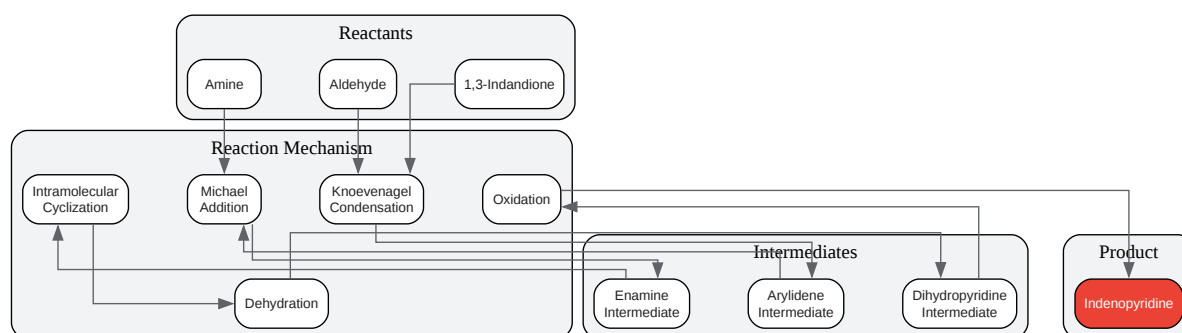 Reactants
Amine
Aldehyde
1,3-Indandione
Reaction Mechanism
Intramolecular
Cyclization
Michael
Addition
Knoevenagel
Condensation
Oxidation
Dehydration
Intermediates
Enamine
Intermediate
Arylidene
Intermediate
Dihydropyridine
Intermediate
Product
Indenopyridine